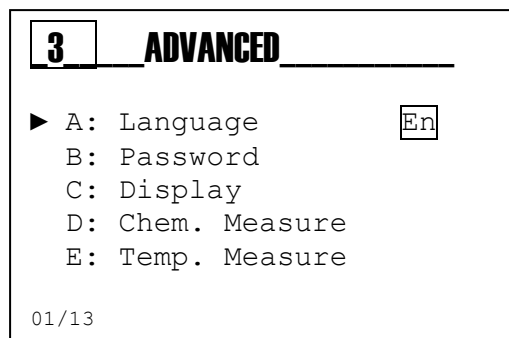 3 ADVANCED
► A: Language En
B: Password
C: Display
D: Chem. Measure
E: Temp. Measure
01/13